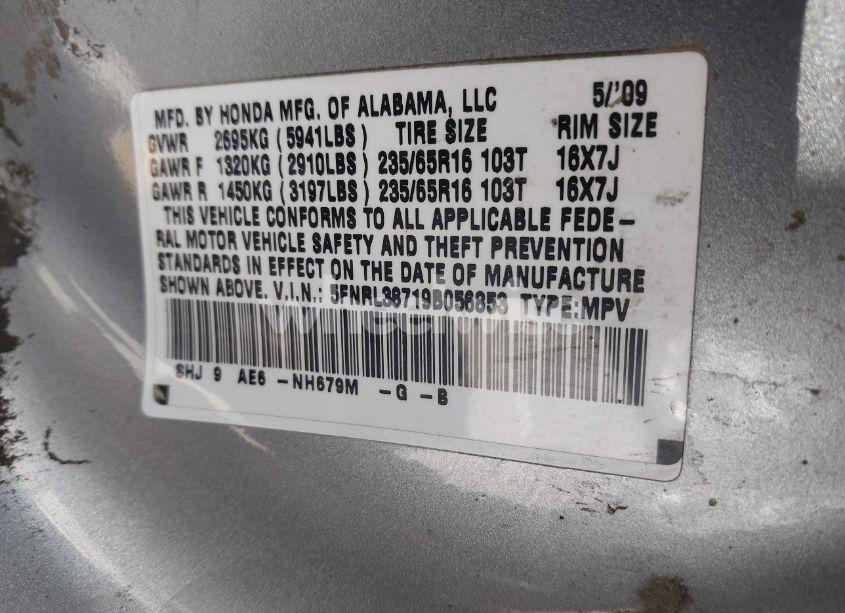 MFD. BY HONDA MFG. OF ALABAMA, LLC 5/'09
GVWR 2695KG (5941LBS) TIRE SIZE RIM SIZE
GAWR F 1320KG (2910LBS) 235/65R16 103T 16X7J
GAWR R 1450KG (3197LBS) 235/65R16 103T 16X7J
THIS VEHICLE CONFORMS TO ALL APPLICABLE FEDE-
RAL MOTOR VEHICLE SAFETY AND THEFT PREVENTION
STANDARDS IN EFFECT ON THE DATE OF MANUFACTURE
SHOWN ABOVE. V.I.N.: 5FNRL38719B056853 TYPE:MPV
SHJ 9 AE6 -NH679M -G -B